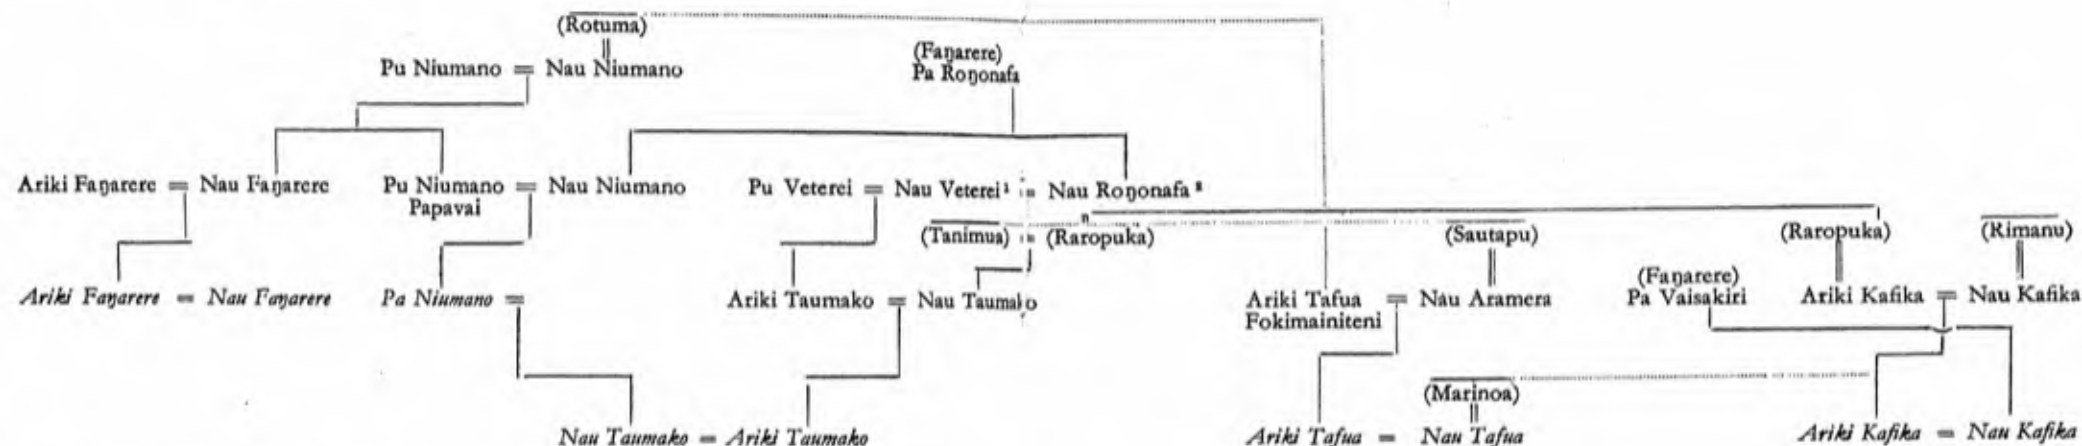 (Rotuma)
(Faŋarere)
Pu Niumano = Nau Niumano
Pa Roŋonafa
Ariki Faŋarere = Nau Faŋarere
Pu Niumano = Nau Niumano
Papavai
Pu Veterei = Nau Veterei¹ = Nau Roŋonafa²
(Tanimua) = (Raropuka)
(Sautapu)
(Raropuka)
(Rimanu)
Ariki Faŋarere = Nau Faŋarere
Pa Niumano =
Ariki Taumako = Nau Taumako
Ariki Tafua = Nau Aramera
Fokimainiteni
(Faŋarere)
Pa Vaisakiri
Ariki Kafika = Nau Kafika
(Marinoa)
Nau Taumako = Ariki Taumako
Ariki Tafua = Nau Tafua
Ariki Kafika = Nau Kafika